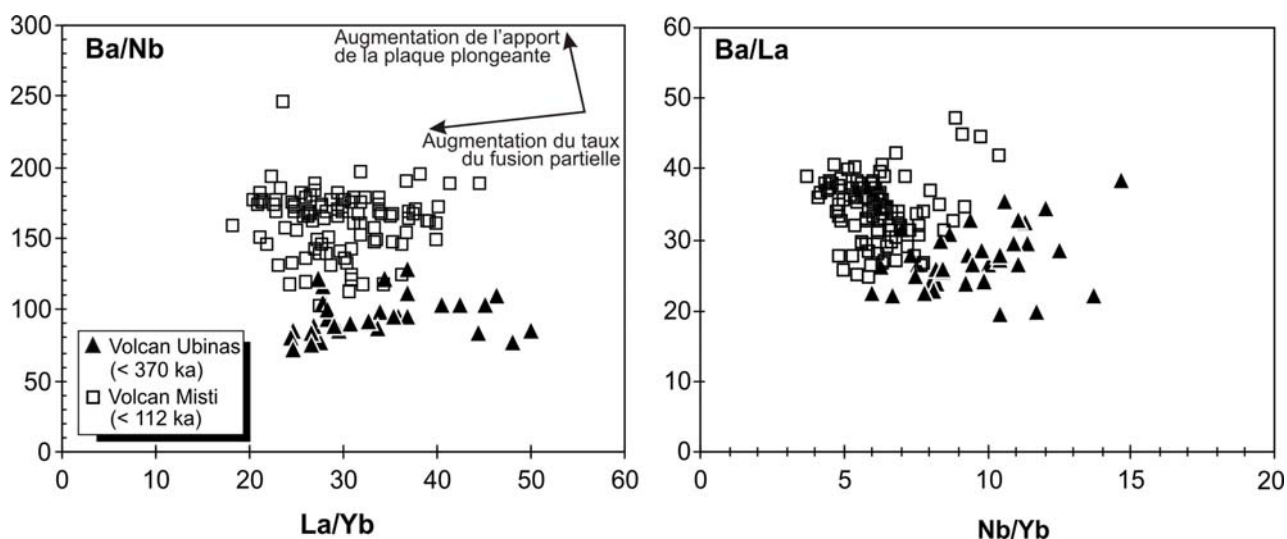 Ba/Nb
300
250
200
150
100
50
0
Augmentation de l'apport
de la plaque plongeante
Augmentation du taux
du fusion partielle
Volcan Ubinas
(< 370 ka)
Volcan Misti
(< 112 ka)
0 10 20 30 40 50 60
La/Yb
Ba/La
60
50
40
30
20
10
0
0 5 10 15 20
Nb/Yb